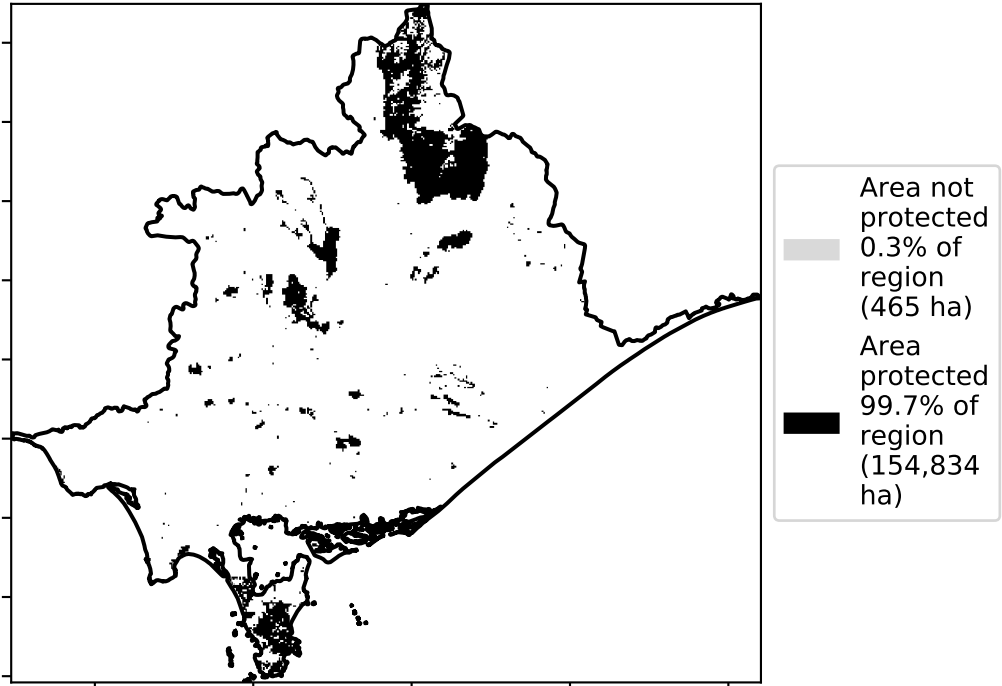 Area not
protected
0.3% of
region
(465 ha)
Area
protected
99.7% of
region
(154,834
ha)